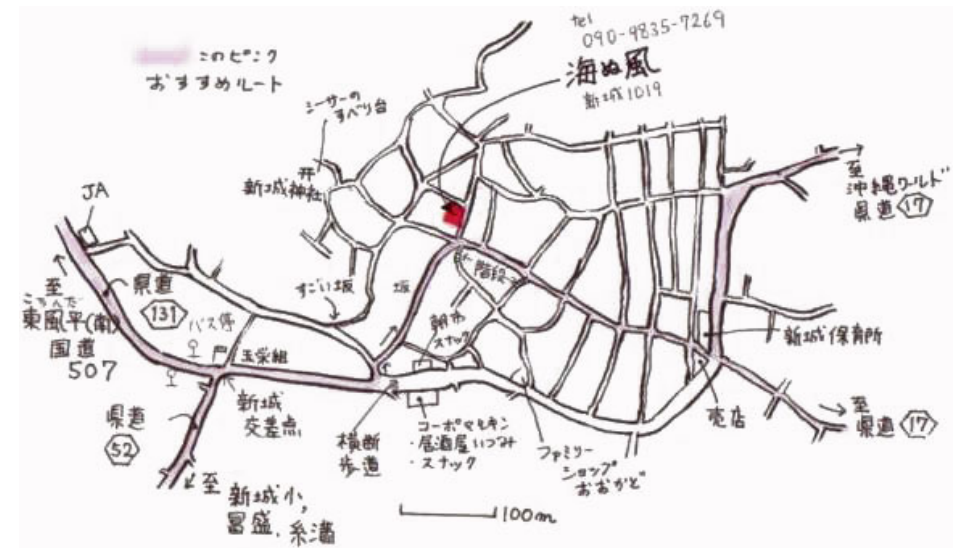 このピンク
おすすめルート
tel
090-9835-7269
海ぬ風
新城1019
シーサーの
すべり台
新城神社
JA
至
沖縄ワールド
県道 17
至
東風平(南)
国道
507
県道
131
バス停
玉栄組
すごい坂
坂
階段
朝市
スナック
新城保育所
売店
至
県道 17
新城
交差点
県道
52
横断
歩道
コーポマキン
・居酒屋いつみ
・スナック
ファミリー
ショップ
おおかど
至
新城小,
冨盛、糸満
100m